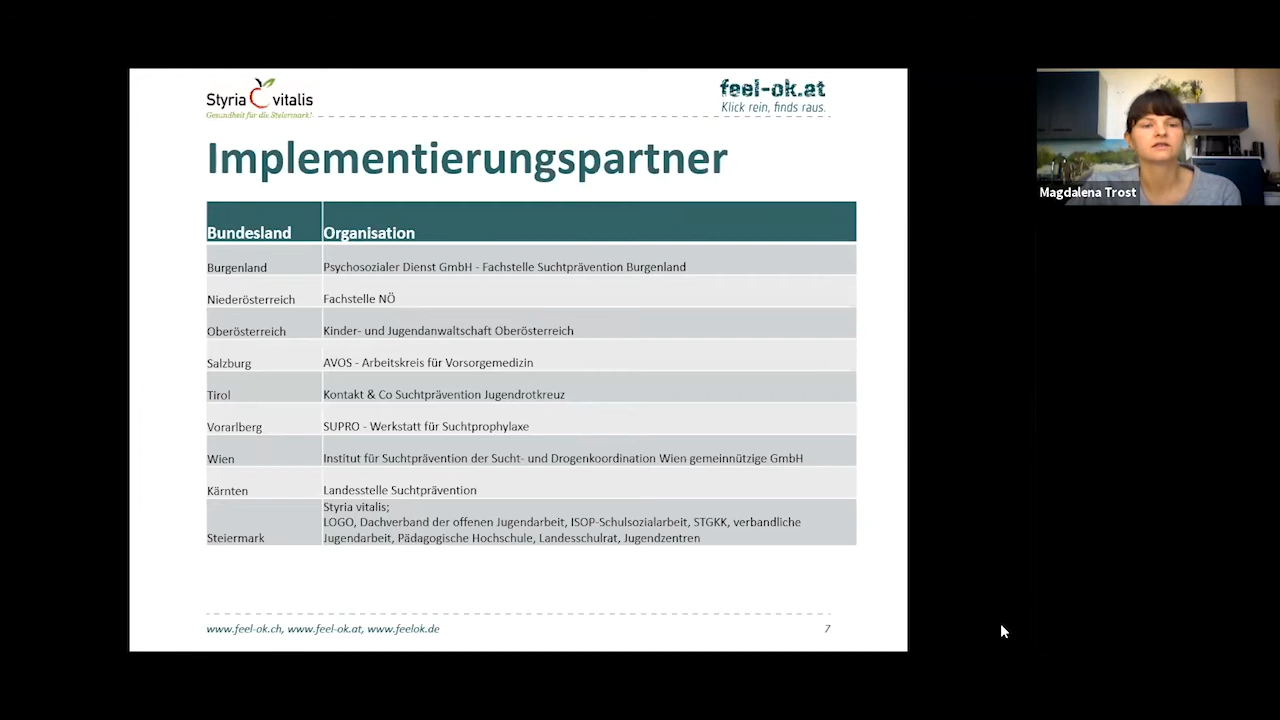 Styria vitalis
Gesundheit für die Steiermark!
feel-ok.at
Klick rein, finds raus.
Implementierungspartner
Bundesland Organisation
Burgenland Psychosozialer Dienst GmbH - Fachstelle Suchtprävention Burgenland
Niederösterreich Fachstelle NÖ
Oberösterreich Kinder- und Jugendanwaltschaft Oberösterreich
Salzburg AVOS - Arbeitskreis für Vorsorgemedizin
Tirol Kontakt & Co Suchtprävention Jugendrotkreuz
Vorarlberg SUPRO - Werkstatt für Suchtprophylaxe
Wien Institut für Suchtprävention der Sucht- und Drogenkoordination Wien gemeinnützige GmbH
Kärnten Landesstelle Suchtprävention
Styria vitalis;
LOGO, Dachverband der offenen Jugendarbeit, ISOP-Schulsozialarbeit, STGKK, verbandliche
Steiermark Jugendarbeit, Pädagogische Hochschule, Landesschulrat, Jugendzentren
www.feel-ok.ch, www.feel-ok.at, www.feelok.de
7
Magdalena Trost